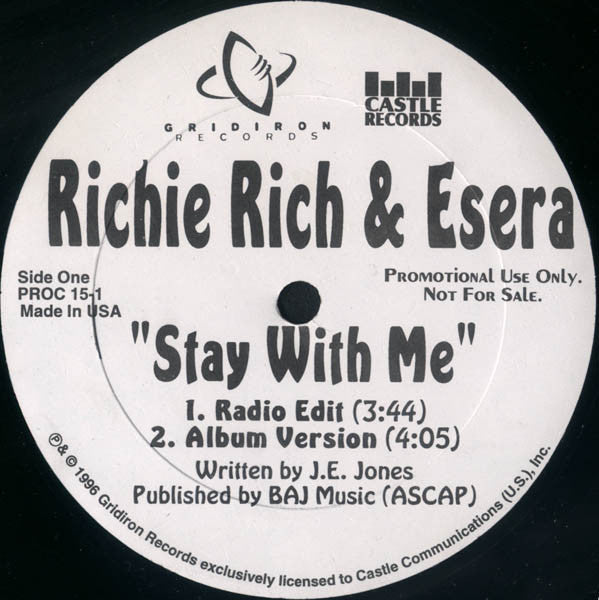 GRIDIRON
RECORDS
CASTLE
RECORDS
Richie Rich & Esera
Side One
PROC 15-1
Made In USA
Promotional Use Only.
Not For Sale.
"Stay With Me"
1. Radio Edit (3:44)
2. Album Version (4:05)
Written by J.E. Jones
Published by BAJ Music (ASCAP)
℗ & © 1996 Gridiron Records exclusively licensed to Castle Communications (U.S.), Inc.